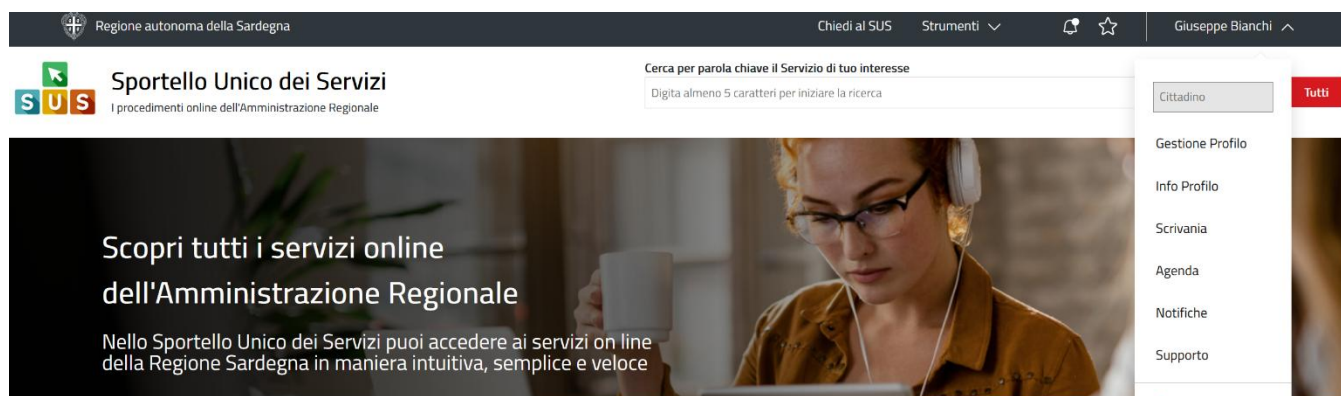 Regione autonoma della Sardegna
Chiedi al SUS
Strumenti
Giuseppe Bianchi
SUS
Sportello Unico dei Servizi
I procedimenti online dell'Amministrazione Regionale
Cerca per parola chiave il Servizio di tuo interesse
Digita almeno 5 caratteri per iniziare la ricerca
Tutti
Cittadino
Gestione Profilo
Info Profilo
Scrivania
Agenda
Notifiche
Supporto
Scopri tutti i servizi online
dell'Amministrazione Regionale
Nello Sportello Unico dei Servizi puoi accedere ai servizi on line
della Regione Sardegna in maniera intuitiva, semplice e veloce